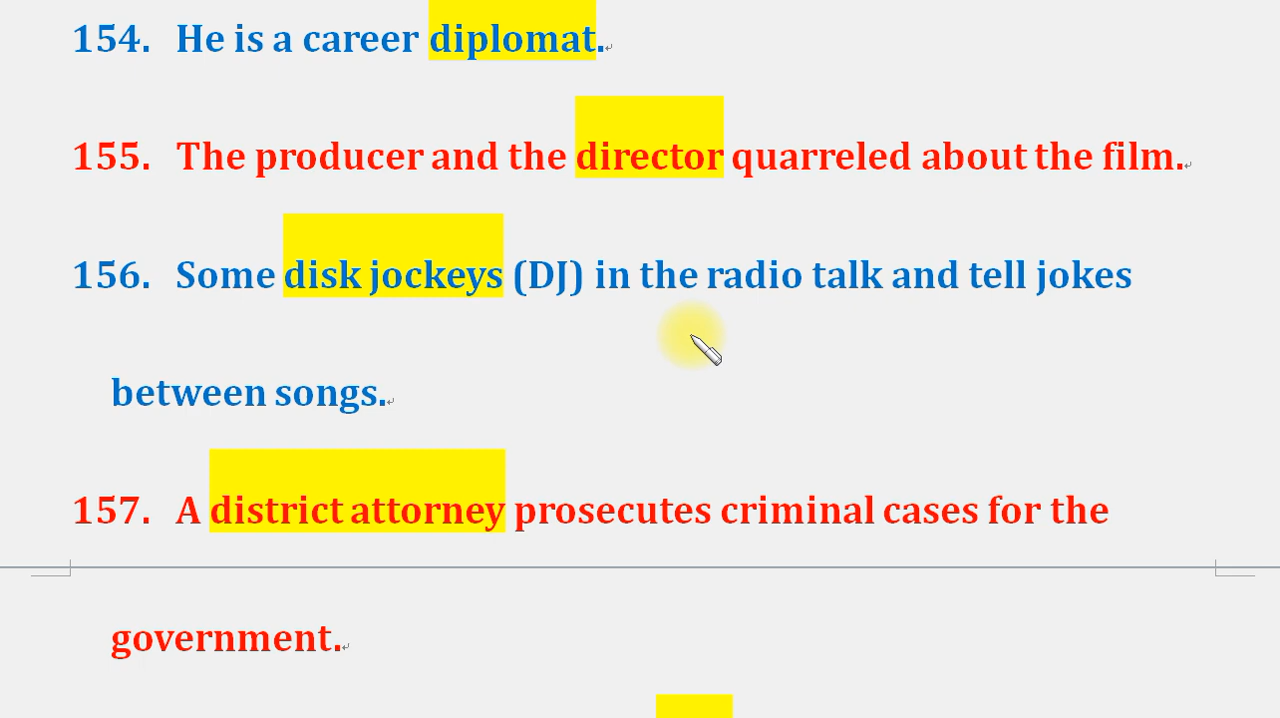 154. He is a career diplomat.
155. The producer and the director quarreled about the film.
156. Some disk jockeys (DJ) in the radio talk and tell jokes
between songs.
157. A district attorney prosecutes criminal cases for the
government.